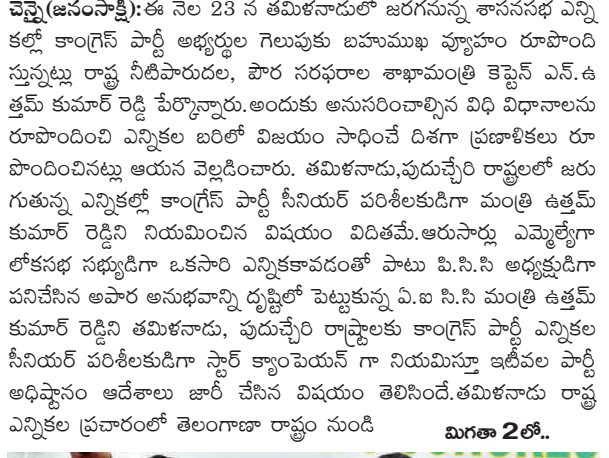 చెన్నై(జనంసాక్షి):ఈ నెల 23 న తమిళనాడులో జరగనున్న శాసనసభ ఎన్ని
కల్లో కాంగ్రెస్ పార్టీ అభ్యర్థుల గెలుపుకు బహుముఖ వ్యూహం రూపొంది
స్తున్నట్లు రాష్ట్ర నీటిపారుదల, పౌర సరఫరాల శాఖామంత్రి కెప్టెన్ ఎన్.ఉ
త్తమ్ కుమార్ రెడ్డి పేర్కొన్నారు.అందుకు అనుసరించాల్సిన విధి విధానాలను
రూపొందించి ఎన్నికల బరిలో విజయం సాధించే దిశగా ప్రణాళికలు రూ
పొందించినట్లు ఆయన వెల్లడించారు. తమిళనాడు,పుదుచ్చేరి రాష్ట్రలలో జరు
గుతున్న ఎన్నికల్లో కాంగ్రేస్ పార్టీ సీనియర్ పరిశీలకుడిగా మంత్రి ఉత్తమ్
కుమార్ రెడ్డిని నియమించిన విషయం విదితమే.ఆరుసార్లు ఎమ్మెల్యేగా
లోకసభ సభ్యుడిగా ఒకసారి ఎన్నికకావడంతో పాటు పి.సి.సి అధ్యక్షుడిగా
పనిచేసిన అపార అనుభవాన్ని దృష్టిలో పెట్టుకున్న ఏ.ఐ సి.సి మంత్రి ఉత్తమ్
కుమార్ రెడ్డిని తమిళనాడు, పుదుచ్చేరి రాష్ట్రాలకు కాంగ్రెస్ పార్టీ ఎన్నికల
సీనియర్ పరిశీలకుడిగా స్టార్ క్యాంపెయన్ గా నియమిస్తూ ఇటీవల పార్టీ
అధిష్టానం ఆదేశాలు జారీ చేసిన విషయం తెలిసిందే.తమిళనాడు రాష్ట్ర
ఎన్నికల ప్రచారంలో తెలంగాణా రాష్ట్రం నుండి
మిగతా 2లో..